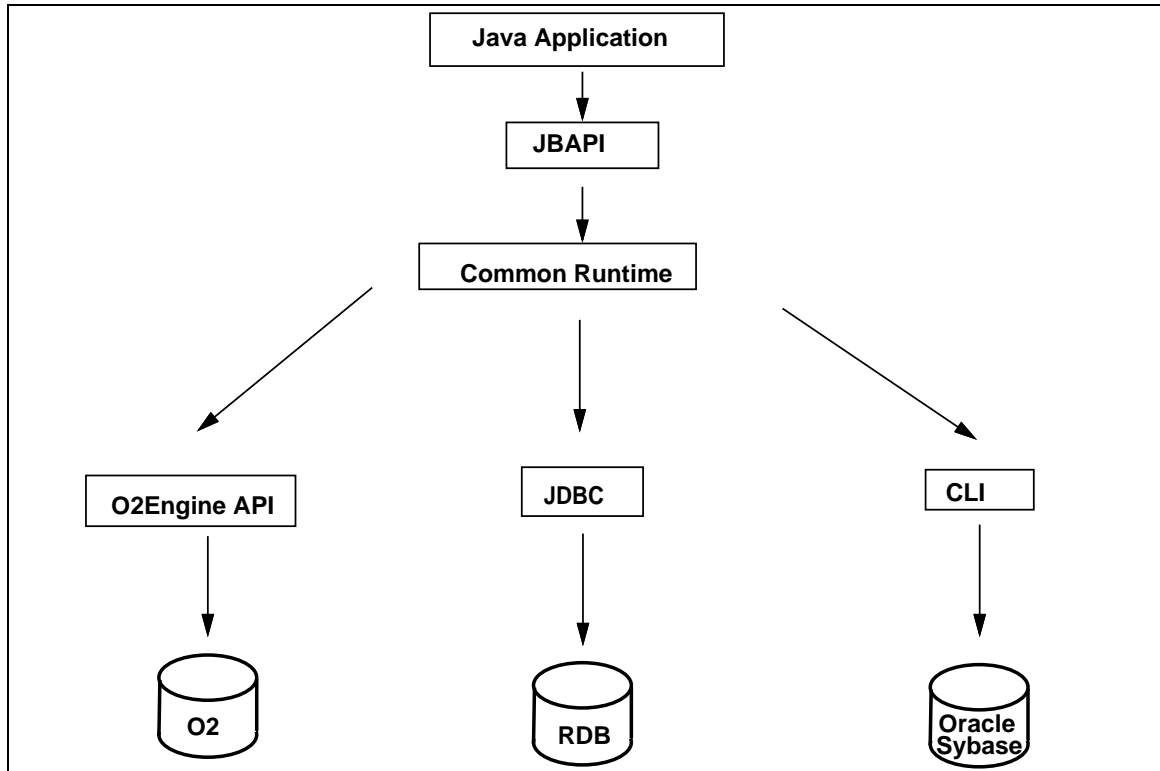 Java Application
JBAPI
Common Runtime
O2Engine API
JDBC
CLI
O2
RDB
Oracle
Sybase